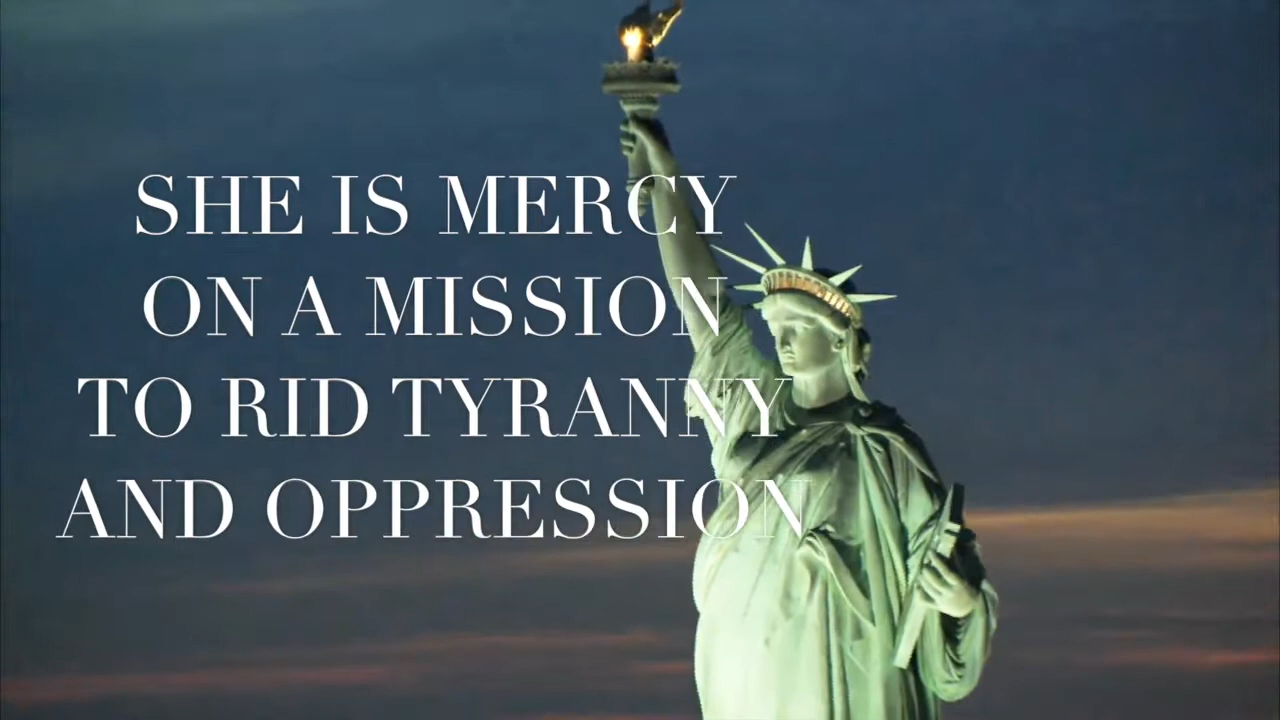 SHE IS MERCY
ON A MISSION
TO RID TYRANNY
AND OPPRESSION